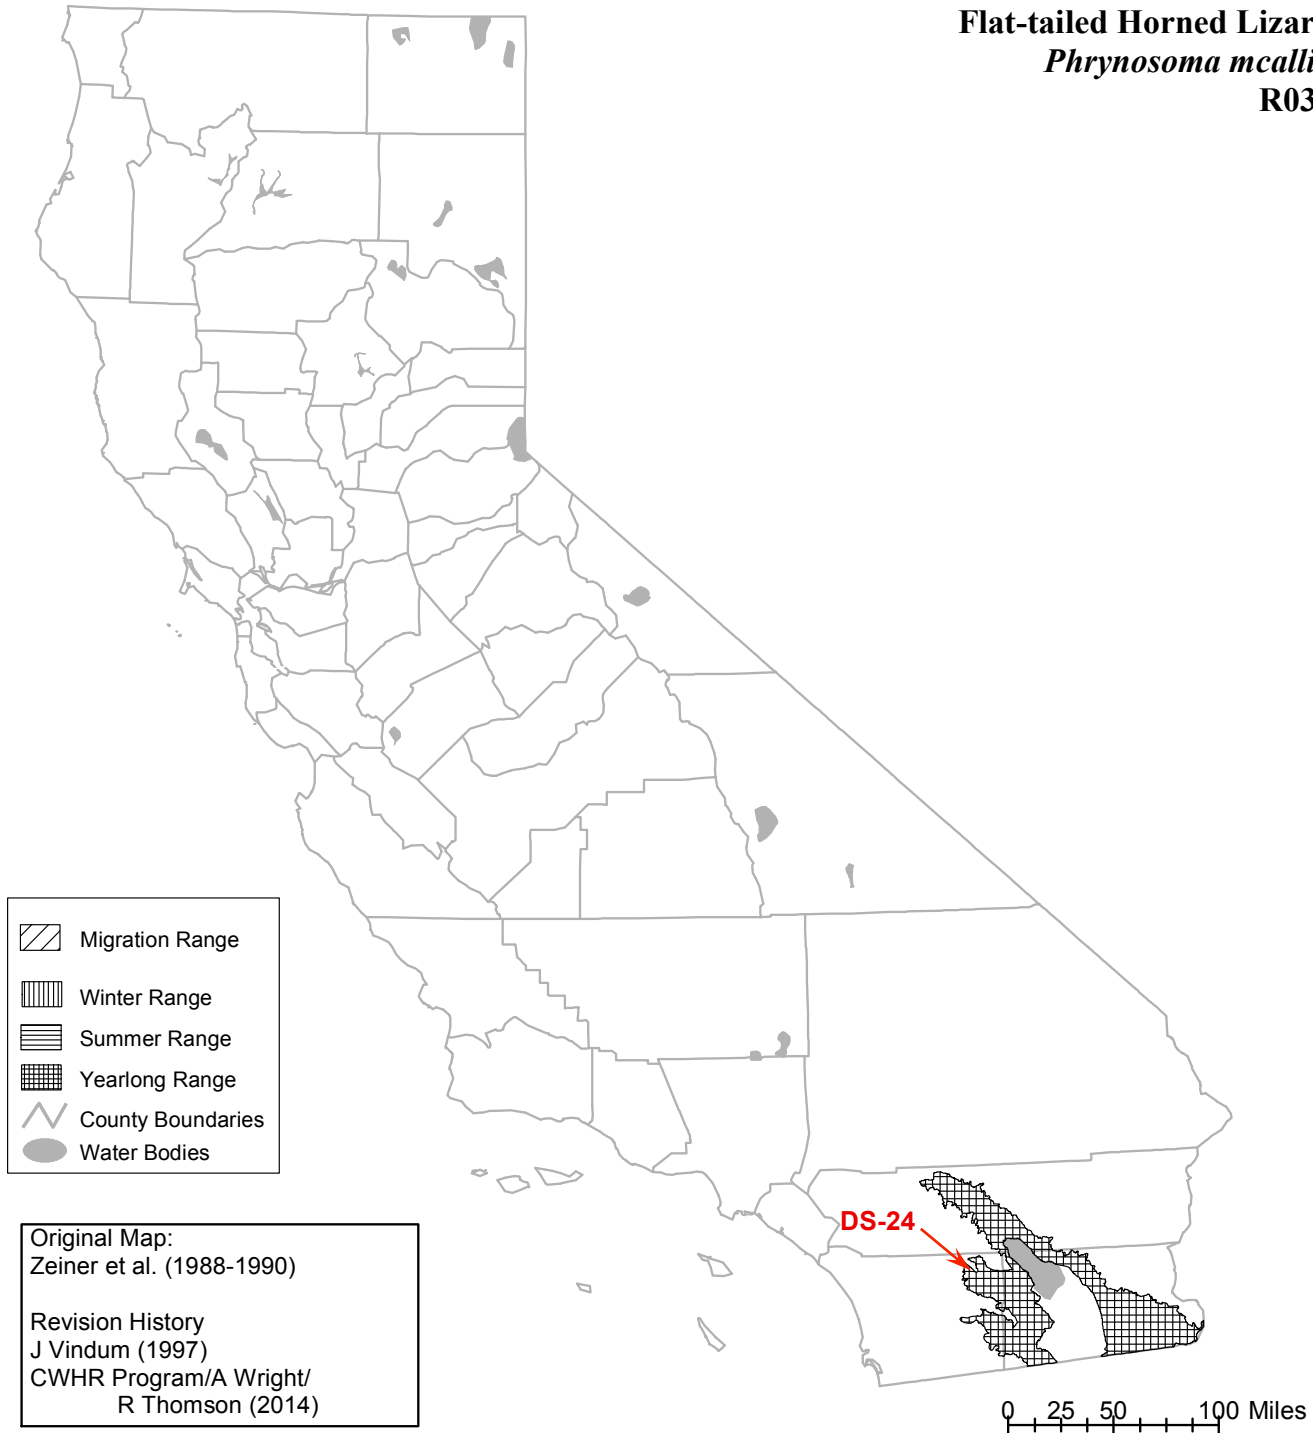 Flat-tailed Horned Lizar
Phrynosoma mcalli
R03
Migration Range
Winter Range
Summer Range
Yearlong Range
County Boundaries
Water Bodies
DS-24
Original Map:
Zeiner et al. (1988-1990)
Revision History
J Vindum (1997)
CWHR Program/A Wright/
R Thomson (2014)
0 25 50 100 Miles